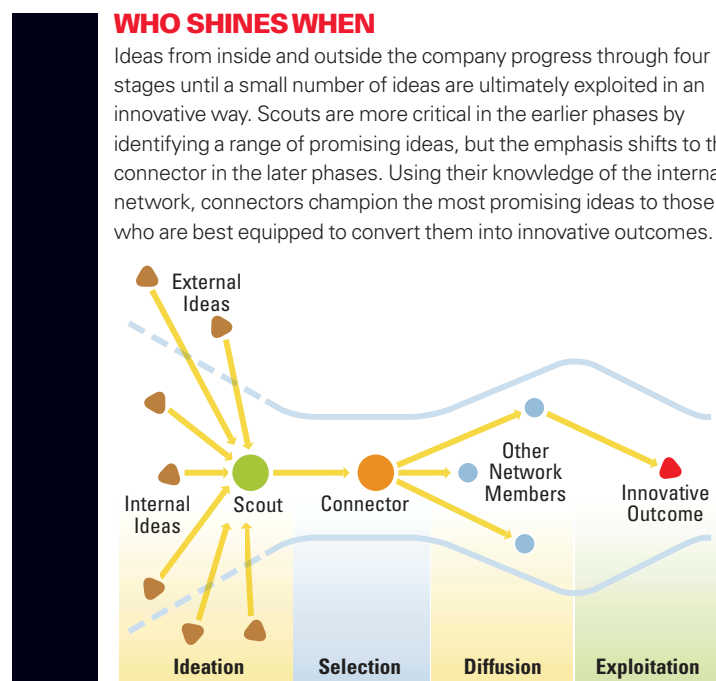 WHO SHINES WHEN
Ideas from inside and outside the company progress through four
stages until a small number of ideas are ultimately exploited in an
innovative way. Scouts are more critical in the earlier phases by
identifying a range of promising ideas, but the emphasis shifts to th
connector in the later phases. Using their knowledge of the interna
network, connectors champion the most promising ideas to those
who are best equipped to convert them into innovative outcomes.
External
Ideas
Internal
Ideas
Scout
Connector
Other
Network
Members
Innovative
Outcome
Ideation
Selection
Diffusion
Exploitation